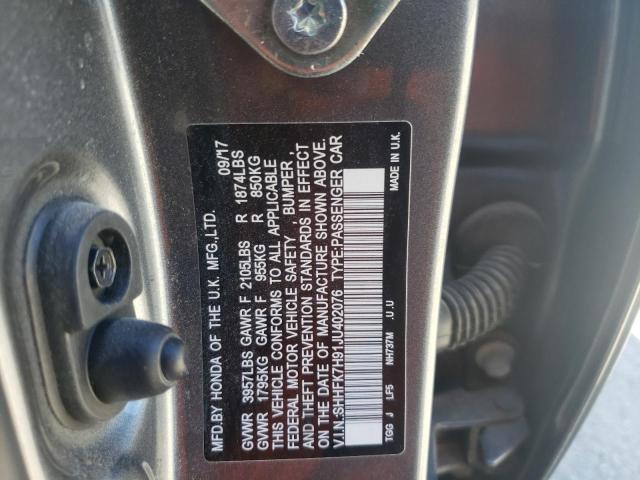 MFD.BY HONDA OF THE U.K. MFG.,LTD. 09/17
GVWR 3957LBS GAWR F 2105LBS R 1874LBS
GVWR 1795KG GAWR F 955KG R 850KG
THIS VEHICLE CONFORMS TO ALL APPLICABLE
FEDERAL MOTOR VEHICLE SAFETY, BUMPER,
AND THEFT PREVENTION STANDARDS IN EFFECT
ON THE DATE OF MANUFACTURE SHOWN ABOVE.
V.I.N.:SHHFK7H91JU402076 TYPE:PASSENGER CAR
TGG J LF5 NH737M .U.U MADE IN U.K.